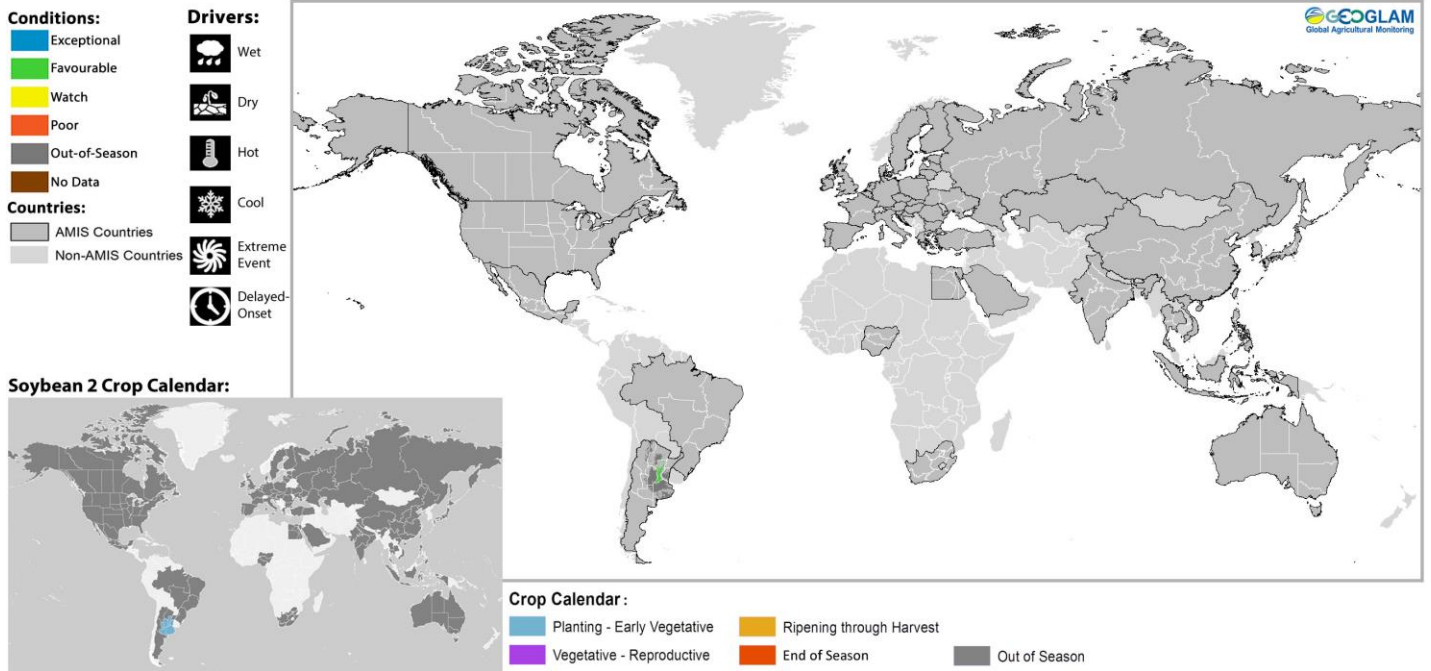 Conditions:
Exceptional
Favourable
Watch
Poor
Out-of-Season
No Data
Countries:
AMIS Countries
Non-AMIS Countries
Drivers:
Wet
Dry
Hot
Cool
Extreme
Event
Delayed-
Onset
GEOGLAM
Global Agricultural Monitoring
Soybean 2 Crop Calendar:
Crop Calendar :
Planting - Early Vegetative
Ripening through Harvest
Vegetative - Reproductive
End of Season
Out of Season